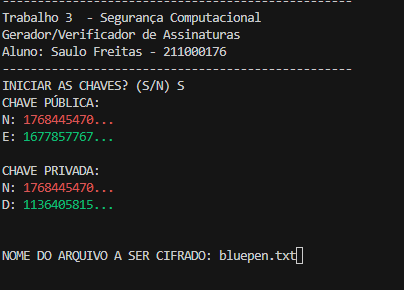 --------------------------------------------------
Trabalho 3  - Segurança Computacional
Gerador/Verificador de Assinaturas
Aluno: Saulo Freitas - 211000176
--------------------------------------------------
INICIAR AS CHAVES? (S/N) S
CHAVE PÚBLICA:
N: 1768445470...
E: 1677857767...
CHAVE PRIVADA:
N: 1768445470...
D: 1136405815...
NOME DO ARQUIVO A SER CIFRADO: bluepen.txt